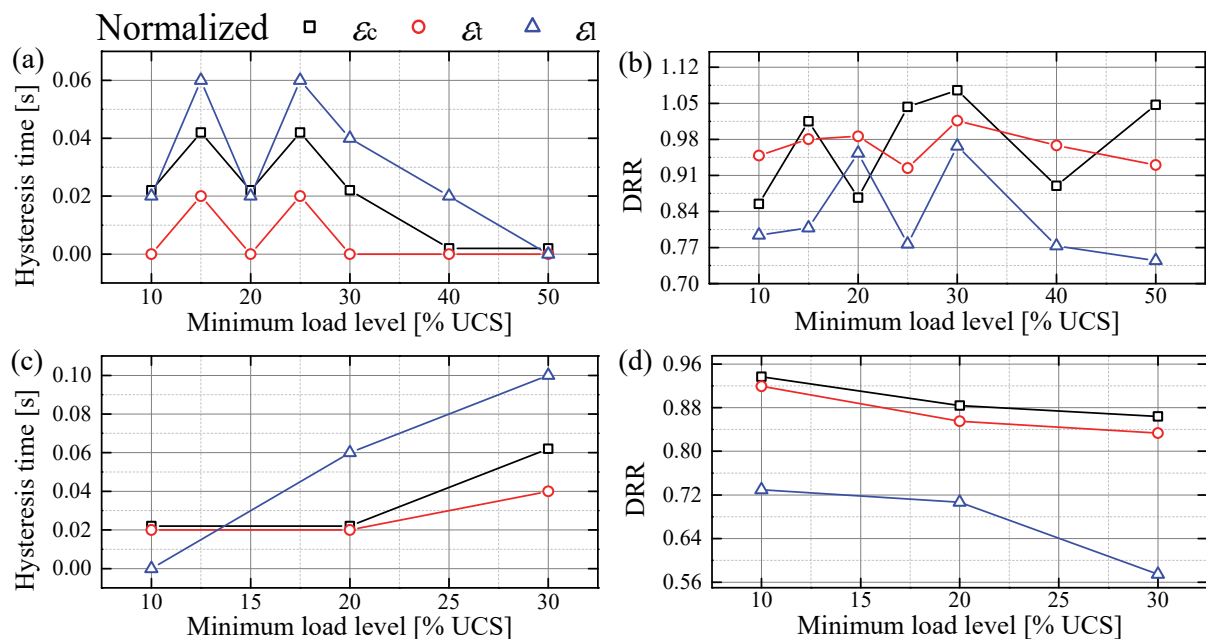 Normalized εc εt εl
(a)
Hysteresis time [s]
0.06
0.04
0.02
0.00
10 20 30 40 50
Minimum load level [% UCS]
(b)
DRR
1.12
1.05
0.98
0.91
0.84
0.77
0.70
10 20 30 40 50
Minimum load level [% UCS]
(c)
Hysteresis time [s]
0.10
0.08
0.06
0.04
0.02
0.00
10 15 20 25 30
Minimum load level [% UCS]
(d)
DRR
0.96
0.88
0.80
0.72
0.64
0.56
10 15 20 25 30
Minimum load level [% UCS]